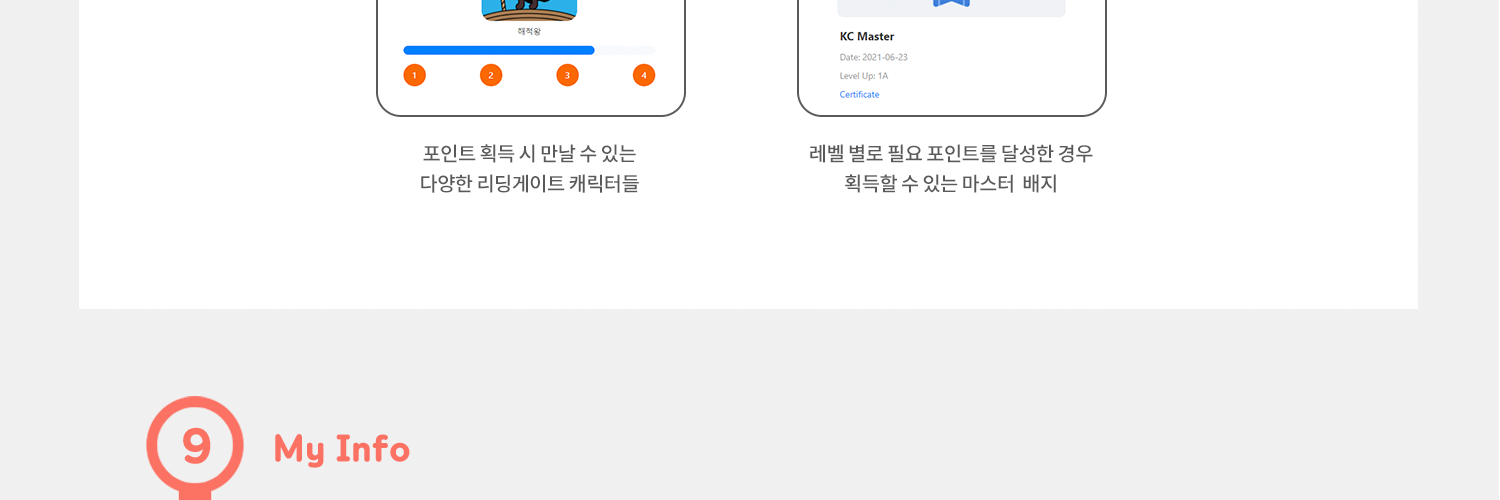 해적왕
1 2 3 4
포인트 획득 시 만날 수 있는
다양한 리딩게이트 캐릭터들
KC Master
Date: 2021-06-23
Level Up: 1A
Certificate
레벨 별로 필요 포인트를 달성한 경우
획득할 수 있는 마스터 배지
9 My Info